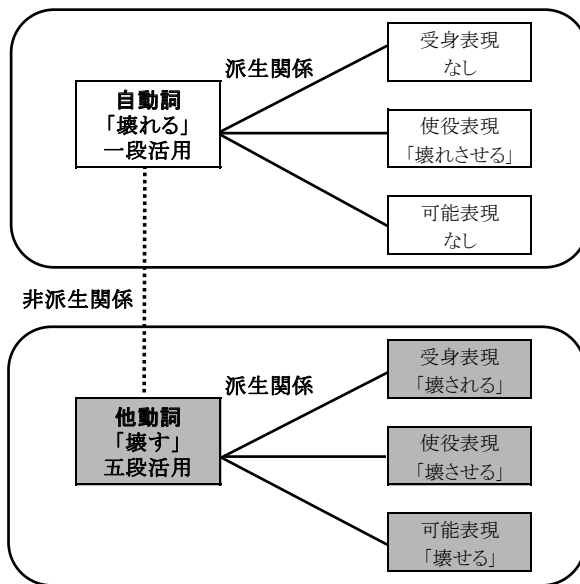 派生関係
自動詞
「壊れる」
一段活用
受身表現
なし
使役表現
「壊れさせる」
可能表現
なし
非派生関係
派生関係
他動詞
「壊す」
五段活用
受身表現
「壊される」
使役表現
「壊させる」
可能表現
「壊せる」